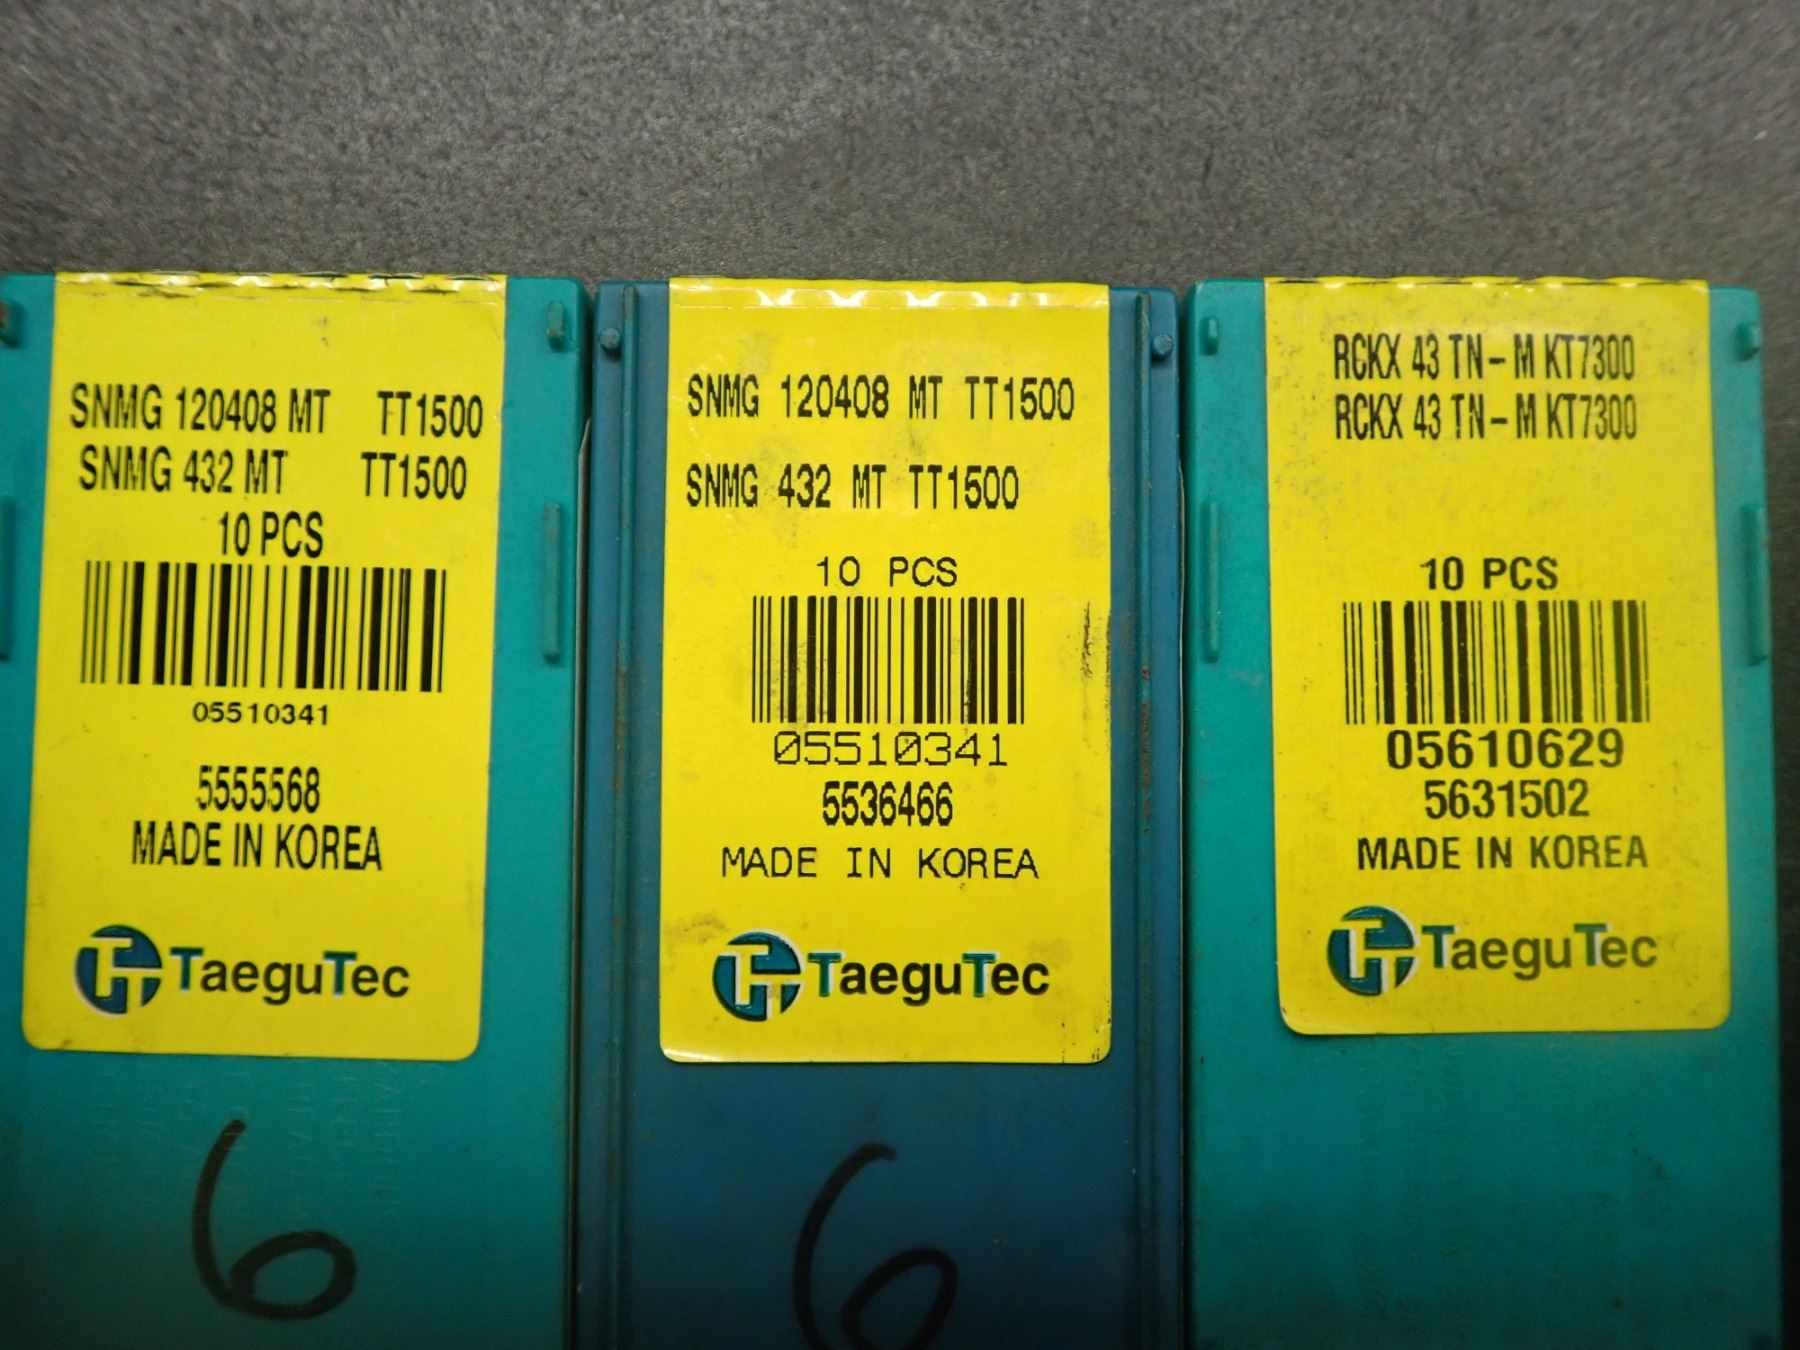 SNMG 120408 MT TT1500
SNMG 432 MT TT1500
10 PCS
05510341
5555568
MADE IN KOREA
TaeguTec
6
SNMG 120408 MT TT1500
SNMG 432 MT TT1500
10 PCS
05510341
5536466
MADE IN KOREA
TaeguTec
6
RCKX 43 TN-M KT7300
RCKX 43 TN-M KT7300
10 PCS
05610629
5631502
MADE IN KOREA
TaeguTec